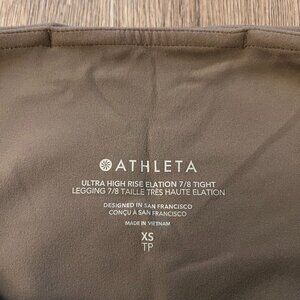 ATHLETA
ULTRA HIGH RISE ELATION 7/8 TIGHT
LEGGING 7/8 TAILLE TRÈS HAUTE ELATION
DESIGNED IN SAN FRANCISCO
CONÇU À SAN FRANCISCO
MADE IN VIETNAM
XS
TP